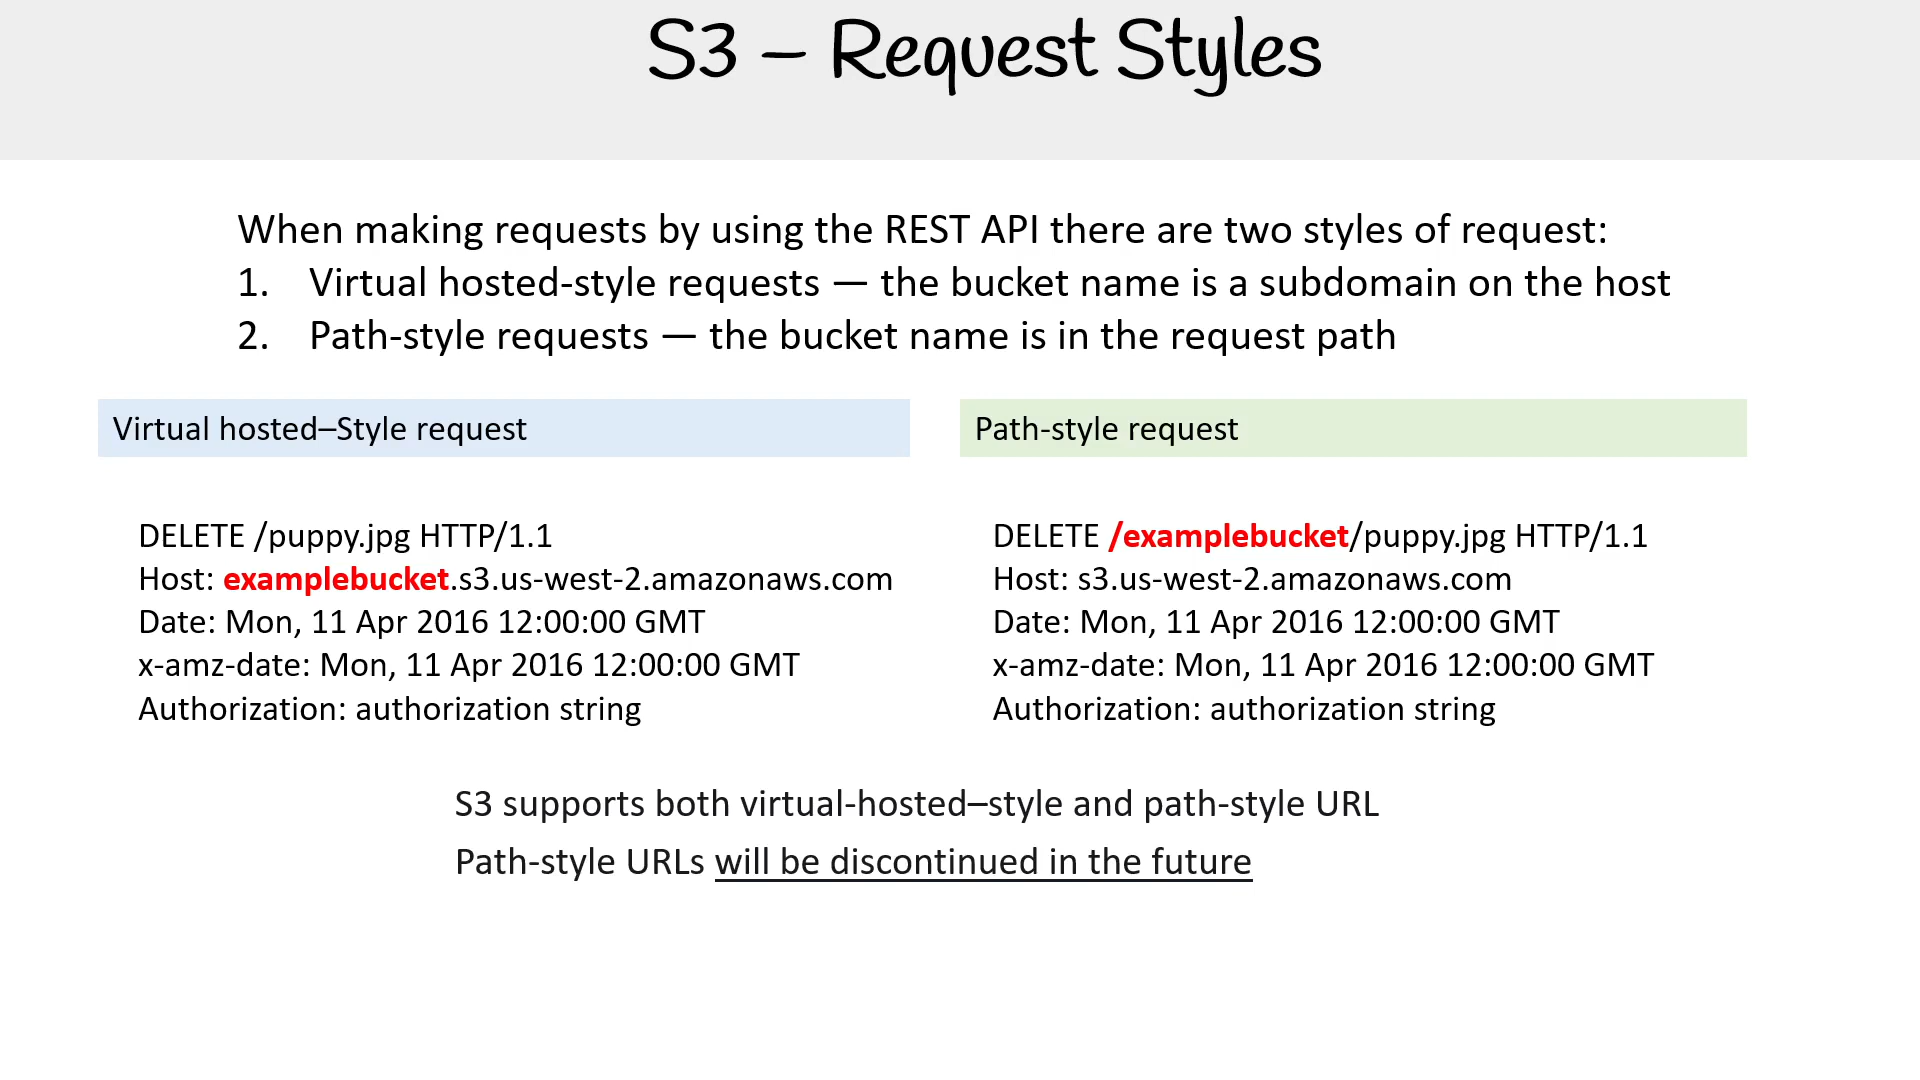 S3 – Request Styles
When making requests by using the REST API there are two styles of request:
1. Virtual hosted-style requests — the bucket name is a subdomain on the host
2. Path-style requests — the bucket name is in the request path
Virtual hosted–Style request
DELETE /puppy.jpg HTTP/1.1
Host: examplebucket.s3.us-west-2.amazonaws.com
Date: Mon, 11 Apr 2016 12:00:00 GMT
x-amz-date: Mon, 11 Apr 2016 12:00:00 GMT
Authorization: authorization string
Path-style request
DELETE /examplebucket/puppy.jpg HTTP/1.1
Host: s3.us-west-2.amazonaws.com
Date: Mon, 11 Apr 2016 12:00:00 GMT
x-amz-date: Mon, 11 Apr 2016 12:00:00 GMT
Authorization: authorization string
S3 supports both virtual-hosted–style and path-style URL
Path-style URLs will be discontinued in the future